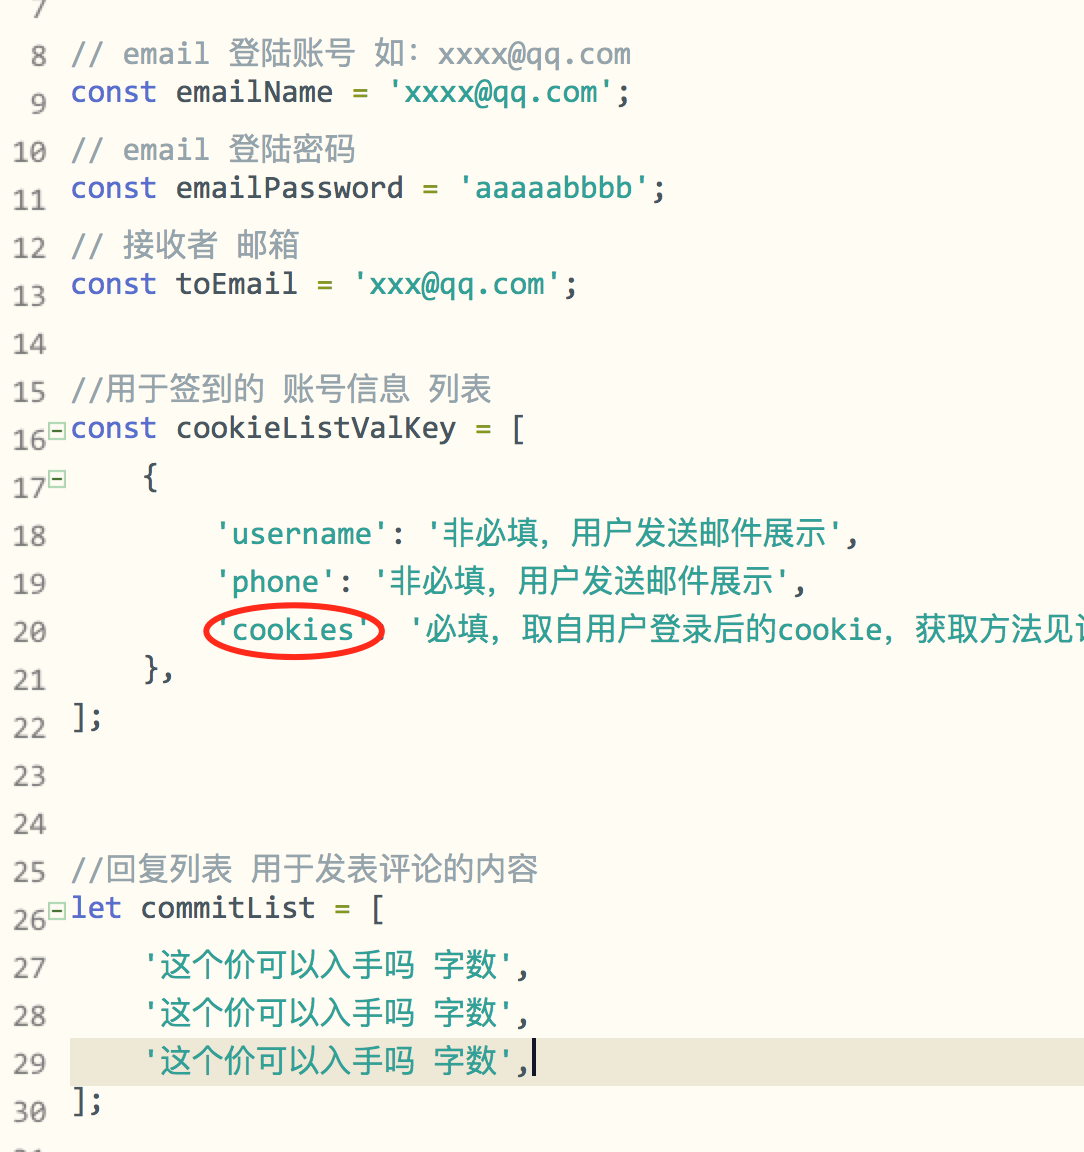 7
8 // email 登陆账号 如：xxxx@qq.com
9 const emailName = 'xxxx@qq.com';
10 // email 登陆密码
11 const emailPassword = 'aaaaabbbb';
12 // 接收者 邮箱
13 const toEmail = 'xxx@qq.com';
14
15 //用于签到的 账号信息 列表
16 const cookieListValKey = [
17 {
18 'username': '非必填，用户发送邮件展示',
19 'phone': '非必填，用户发送邮件展示',
20 'cookies': '必填，取自用户登录后的cookie，获取方法见
21 },
22 ];
23
24
25 //回复列表 用于发表评论的内容
26 let commitList = [
27 '这个价可以入手吗 字数',
28 '这个价可以入手吗 字数',
29 '这个价可以入手吗 字数',
30 ];